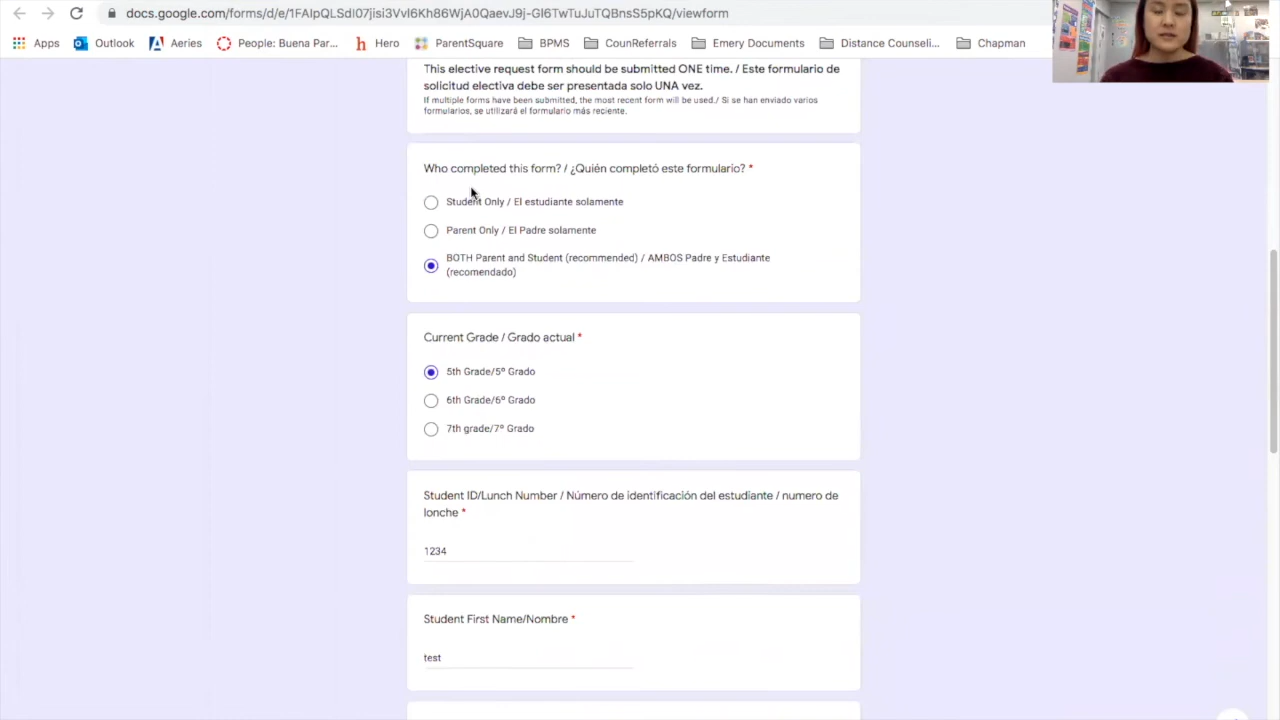 docs.google.com/forms/d/e/1FAIpQLSdI07jisi3VvI6Kh86WjA0QaevJ9j-Gl6TwTuJuTQBnsS5pKQ/viewform
Apps Outlook Aeries People: Buena Par... Hero ParentSquare BPMS CounReferrals Emery Documents Distance Counseli... Chapman
This elective request form should be submitted ONE time. / Este formulario de
solicitud electiva debe ser presentada solo UNA vez.
If multiple forms have been submitted, the most recent form will be used./ Si se han enviado varios
formularios, se utilizará el formulario más reciente.
Who completed this form? / ¿Quién completó este formulario? *
Student Only / El estudiante solamente
Parent Only / El Padre solamente
BOTH Parent and Student (recommended) / AMBOS Padre y Estudiante
(recomendado)
Current Grade / Grado actual *
5th Grade/5º Grado
6th Grade/6º Grado
7th grade/7º Grado
Student ID/Lunch Number / Número de identificación del estudiante / numero de
lonche *
1234
Student First Name/Nombre *
test